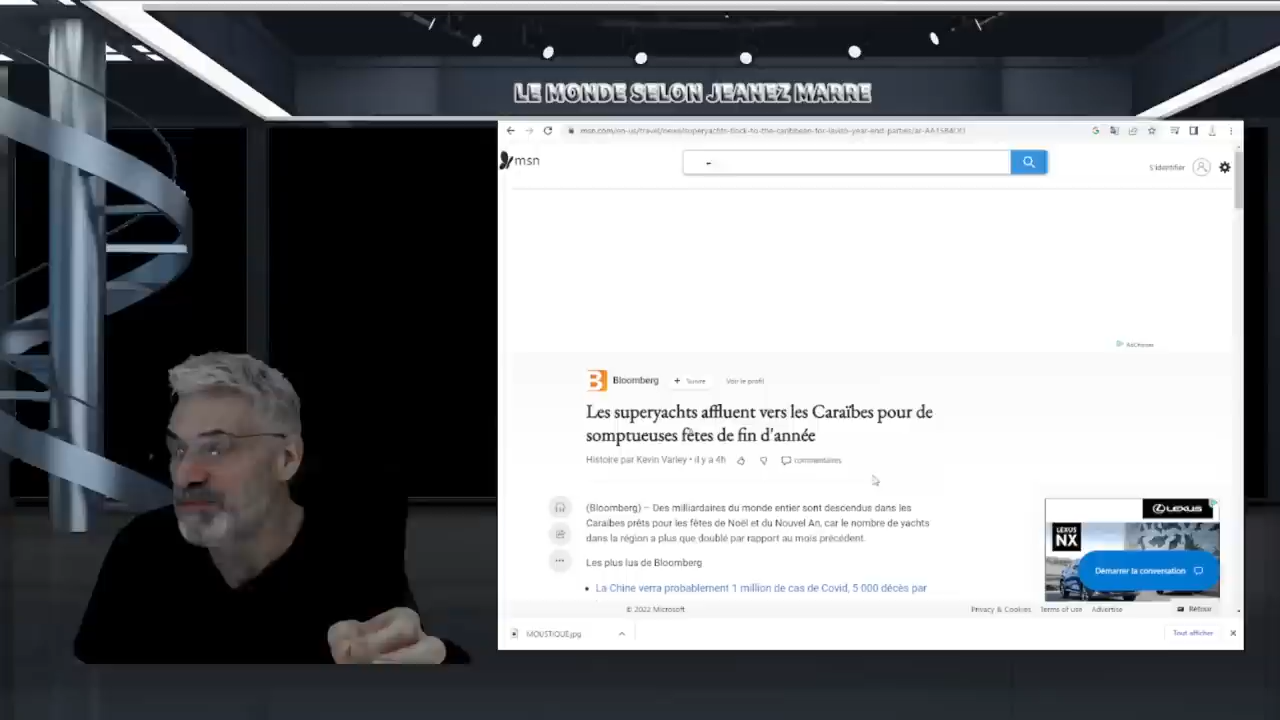 LE MONDE SELON JEANEZ MARRE
msn
S'identifier
AdChoices
Bloomberg
Suivre
Voir le profil
Les superyachts affluent vers les Caraïbes pour de
somptueuses fêtes de fin d'année
Histoire par Kevin Varley • il y a 4h
commentaires
(Bloomberg) – Des milliardaires du monde entier sont descendus dans les
Caraïbes prêts pour les fêtes de Noël et du Nouvel An, car le nombre de yachts
dans la région a plus que doublé par rapport au mois précédent.
Les plus lus de Bloomberg
• La Chine verra probablement 1 million de cas de Covid, 5 000 décès par
LEXUS
LEXUS
NX
Démarrer la conversation
© 2022 Microsoft
Privacy & Cookies
Terms of use
Advertise
Retour
MOUSTIQUE.jpg
Tout afficher